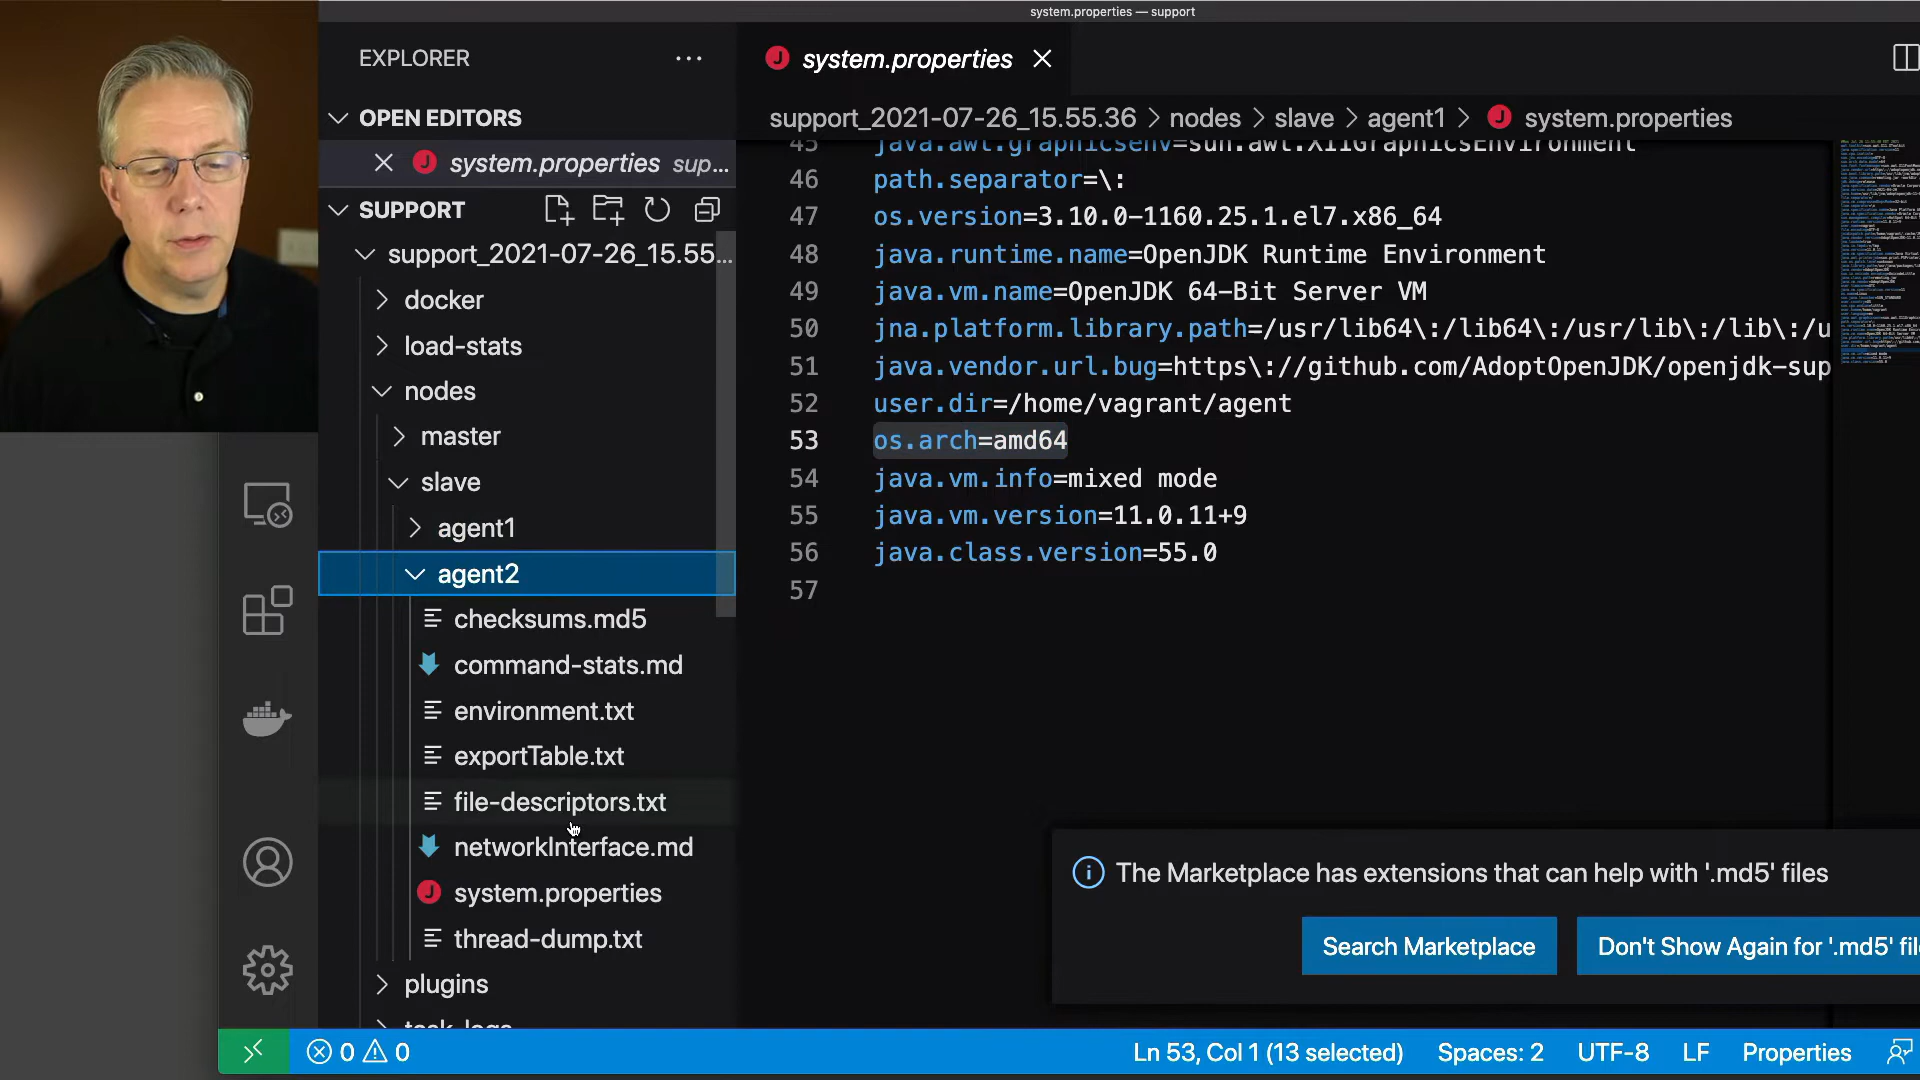 system.properties — support
EXPLORER
OPEN EDITORS
system.properties sup...
SUPPORT
support_2021-07-26_15.55...
docker
load-stats
nodes
master
slave
agent1
agent2
checksums.md5
command-stats.md
environment.txt
exportTable.txt
file-descriptors.txt
networkInterface.md
system.properties
thread-dump.txt
plugins
system.properties
support_2021-07-26_15.55.36 > nodes > slave > agent1 > system.properties
45 java.awt.graphicsenv=sun.awt.X11GraphicsEnvironment
46 path.separator=\:
47 os.version=3.10.0-1160.25.1.el7.x86_64
48 java.runtime.name=OpenJDK Runtime Environment
49 java.vm.name=OpenJDK 64-Bit Server VM
50 jna.platform.library.path=/usr/lib64\:/lib64\:/usr/lib\:/lib\:/u
51 java.vendor.url.bug=https\://github.com/AdoptOpenJDK/openjdk-sup
52 user.dir=/home/vagrant/agent
53 os.arch=amd64
54 java.vm.info=mixed mode
55 java.vm.version=11.0.11+9
56 java.class.version=55.0
57
The Marketplace has extensions that can help with '.md5' files
Search Marketplace
Don't Show Again for '.md5' fil
0 0
Ln 53, Col 1 (13 selected)
Spaces: 2
UTF-8
LF
Properties